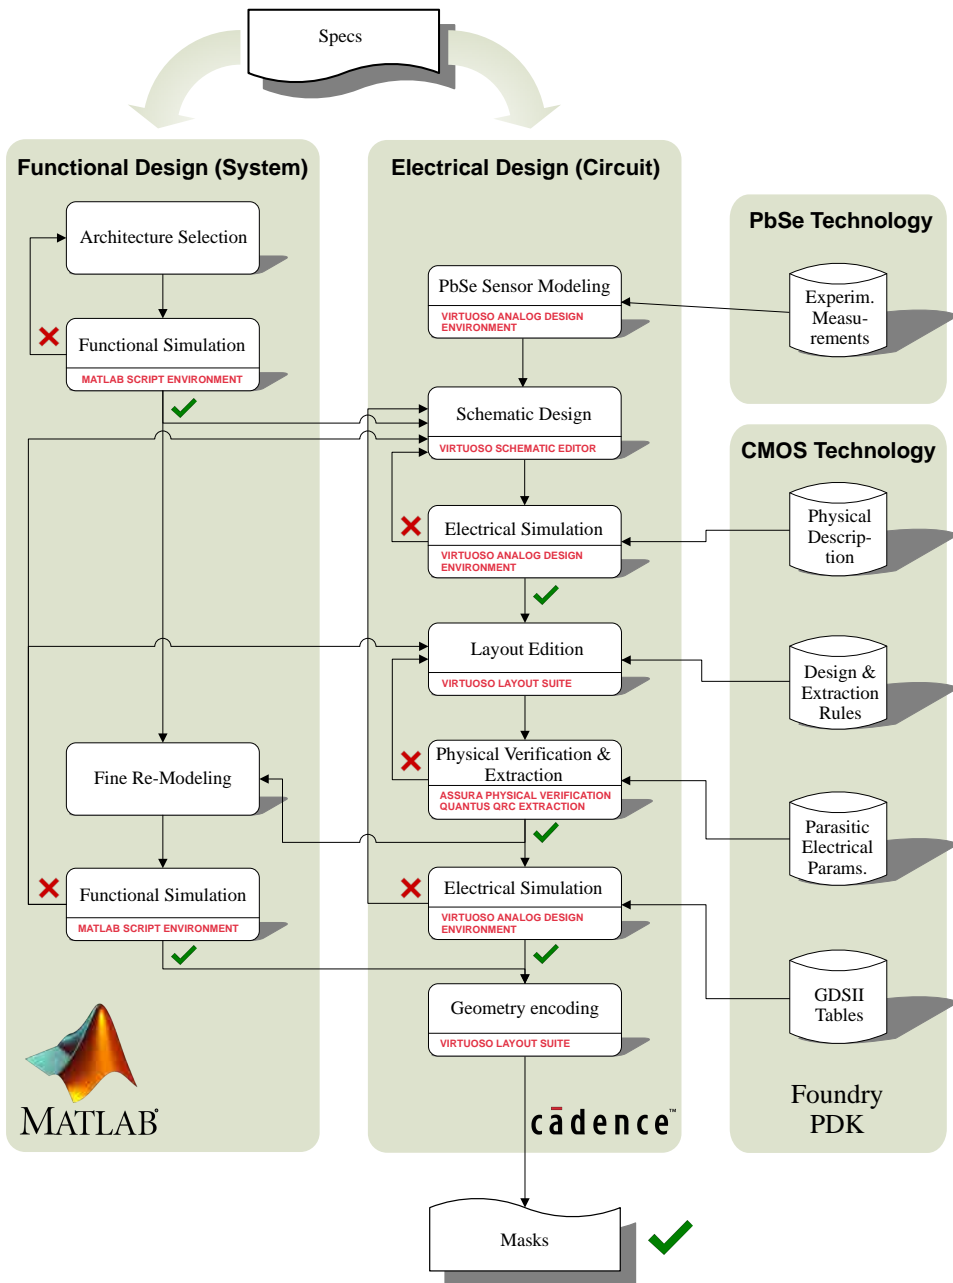 Specs
Functional Design (System)
Architecture Selection
Functional Simulation
MATLAB SCRIPT ENVIRONMENT
Fine Re-Modeling
Functional Simulation
MATLAB SCRIPT ENVIRONMENT
MATLAB®
Electrical Design (Circuit)
PbSe Sensor Modeling
VIRTUOSO ANALOG DESIGN
ENVIRONMENT
Schematic Design
VIRTUOSO SCHEMATIC EDITOR
Electrical Simulation
VIRTUOSO ANALOG DESIGN
ENVIRONMENT
Layout Edition
VIRTUOSO LAYOUT SUITE
Physical Verification &
Extraction
ASSURA PHYSICAL VERIFICATION
QUANTUS QRC EXTRACTION
Electrical Simulation
VIRTUOSO ANALOG DESIGN
ENVIRONMENT
Geometry encoding
VIRTUOSO LAYOUT SUITE
cādence™
PbSe Technology
Experim.
Measu-
rements
CMOS Technology
Physical
Descrip-
tion
Design &
Extraction
Rules
Parasitic
Electrical
Params.
GDSII
Tables
Foundry
PDK
Masks